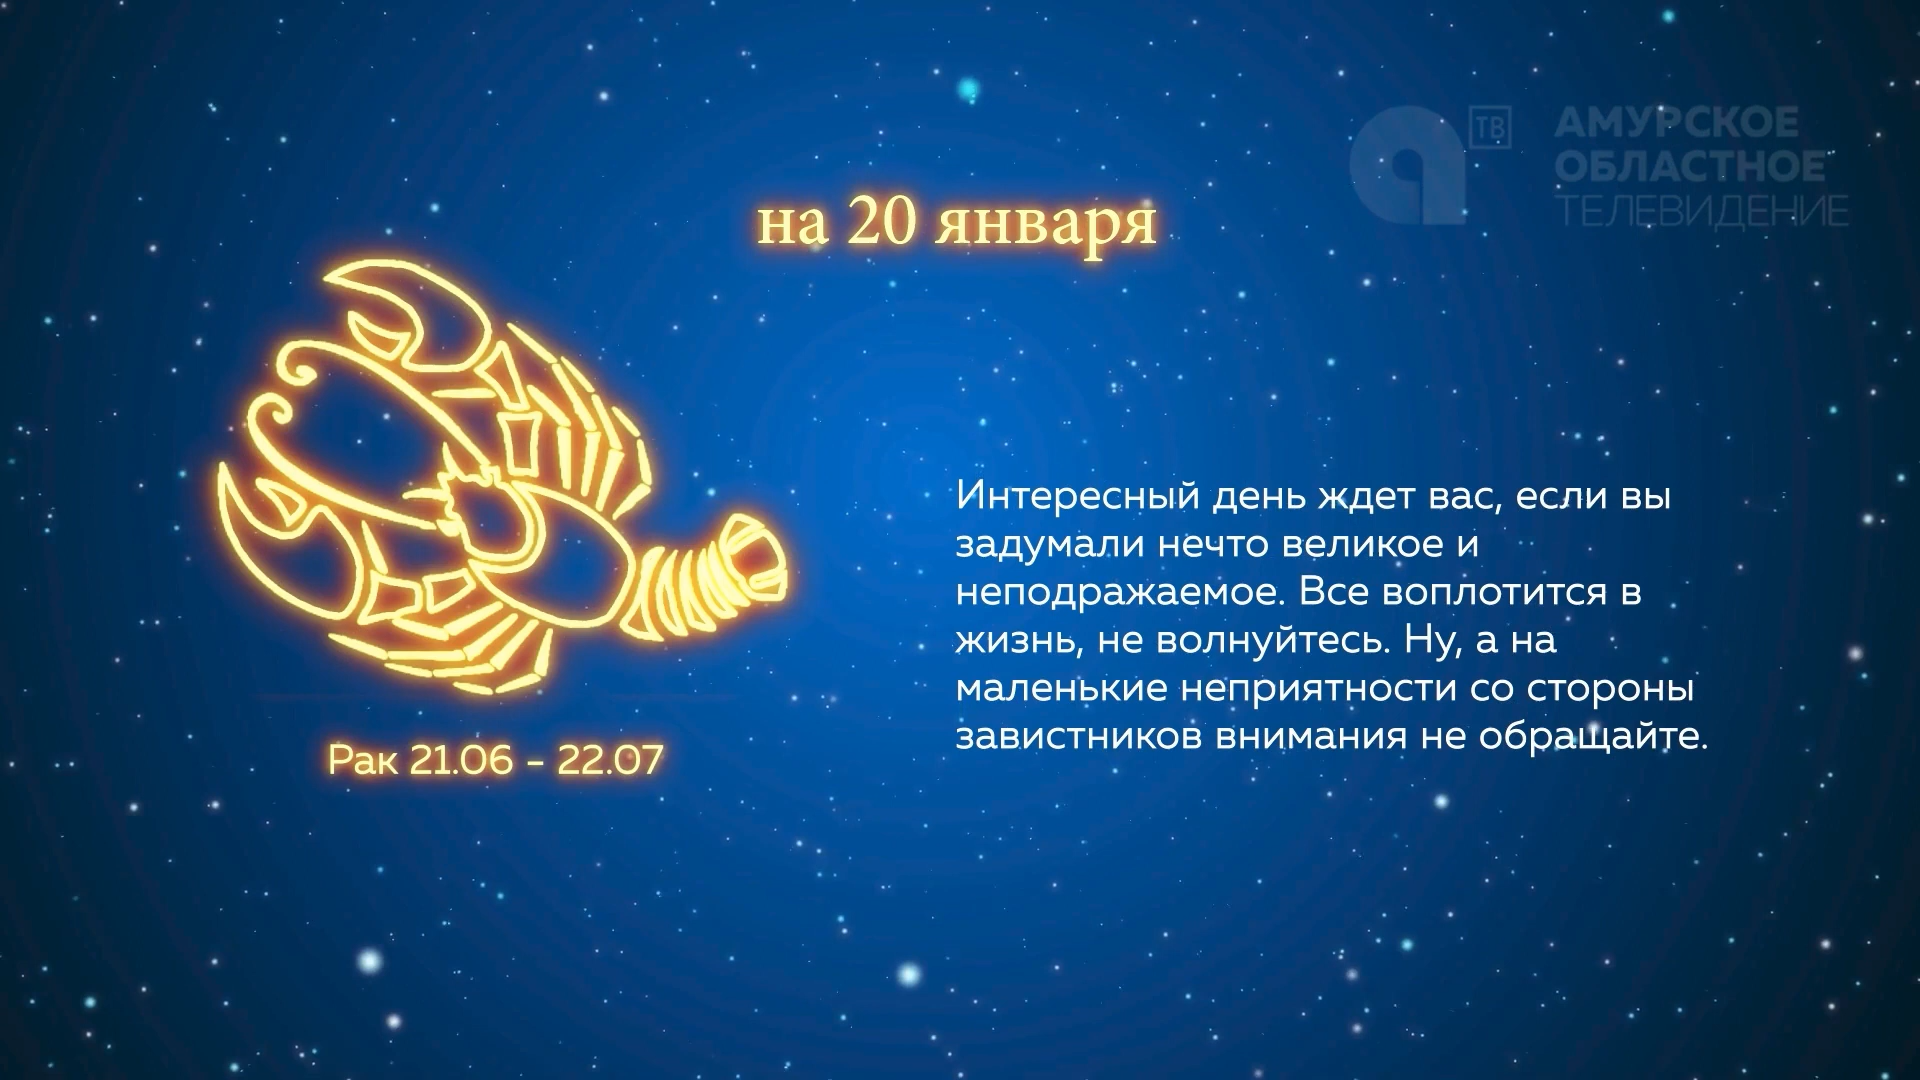 ТВ
АМУРСКОЕ
ОБЛАСТНОЕ
ТЕЛЕВИДЕНИЕ
на 20 января
Интересный день ждет вас, если вы
задумали нечто великое и
неподражаемое. Все воплотится в
жизнь, не волнуйтесь. Ну, а на
маленькие неприятности со стороны
завистников внимания не обращайте.
Рак 21.06 - 22.07